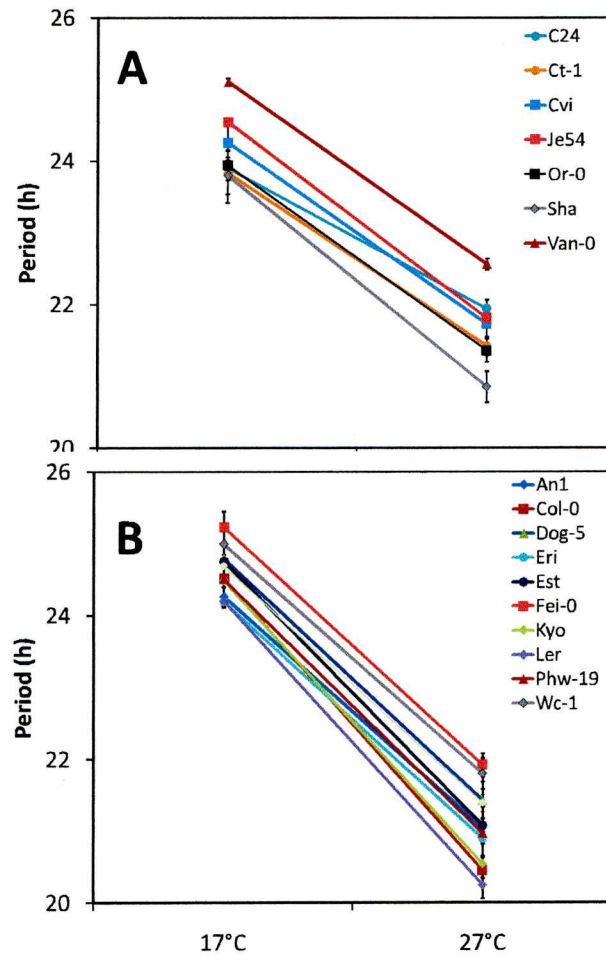 26
24
22
20
Period (h)
A
C24
Ct-1
Cvi
Je54
Or-0
Sha
Van-0
26
24
22
20
Period (h)
B
An1
Col-0
Dog-5
Eri
Est
Fei-0
Kyo
Ler
Phw-19
Wc-1
17°C 27°C